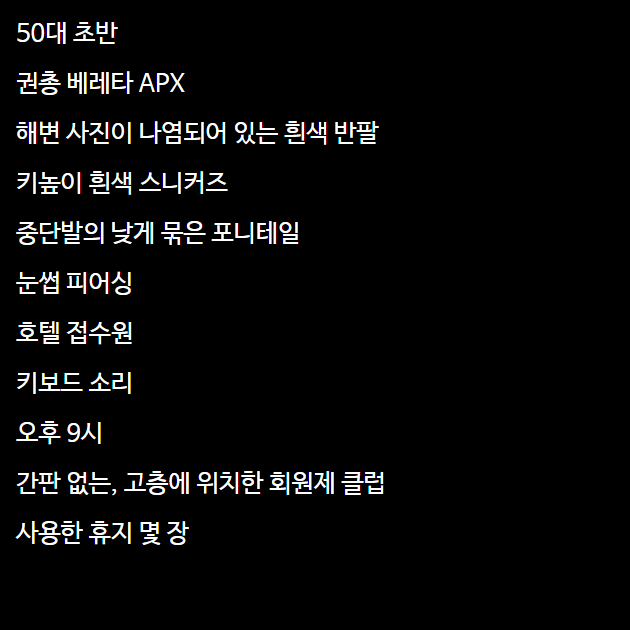 50대 초반
권총 베레타 APX
해변 사진이 나염되어 있는 흰색 반팔
키높이 흰색 스니커즈
중단발의 낮게 묶은 포니테일
눈썹 피어싱
호텔 접수원
키보드 소리
오후 9시
간판 없는, 고층에 위치한 회원제 클럽
사용한 휴지 몇 장